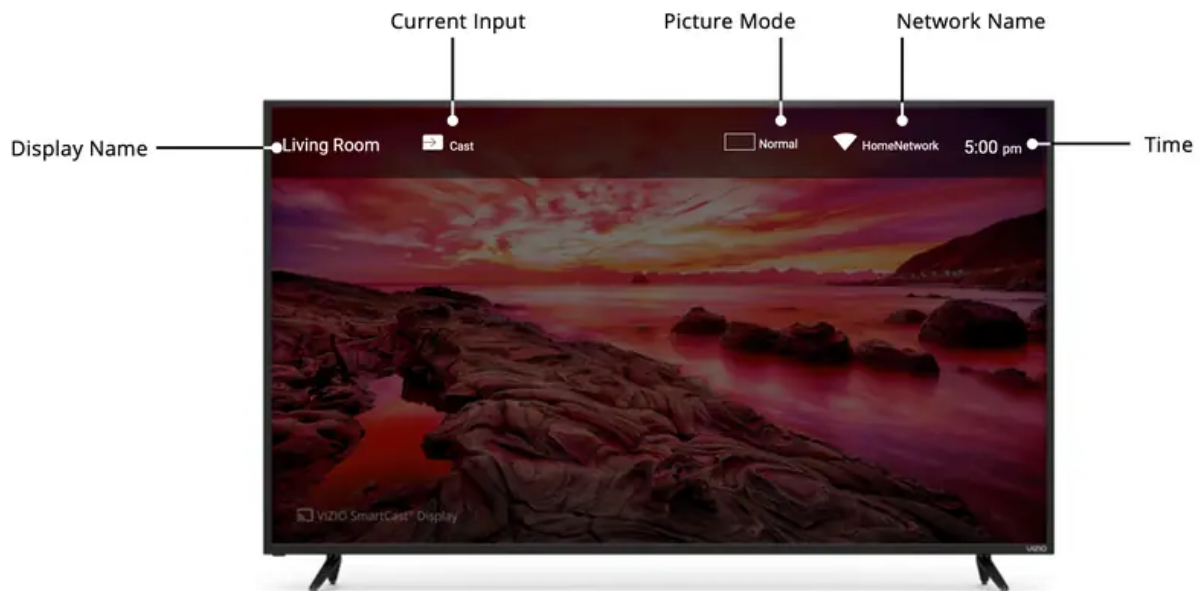 Current Input
Picture Mode
Network Name
Display Name
Living Room
Cast
Normal
HomeNetwork
5:00 pm
Time
VIZIO SmartCast™ Display
VIZIO